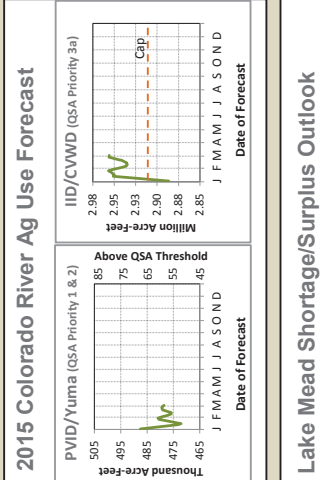 2015 Colorado River Ag Use Forecast
PVID/Yuma (QSA Priority 1 & 2)
Thousand Acre-Feet
505
495
485
475
465
Above QSA Threshold
85
75
65
55
45
J F M A M J J A S O N D
Date of Forecast
IID/CVWD (QSA Priority 3a)
Million Acre-Feet
2.98
2.95
2.93
2.90
2.88
2.85
Cap
J F M A M J J A S O N D
Date of Forecast
Lake Mead Shortage/Surplus Outlook